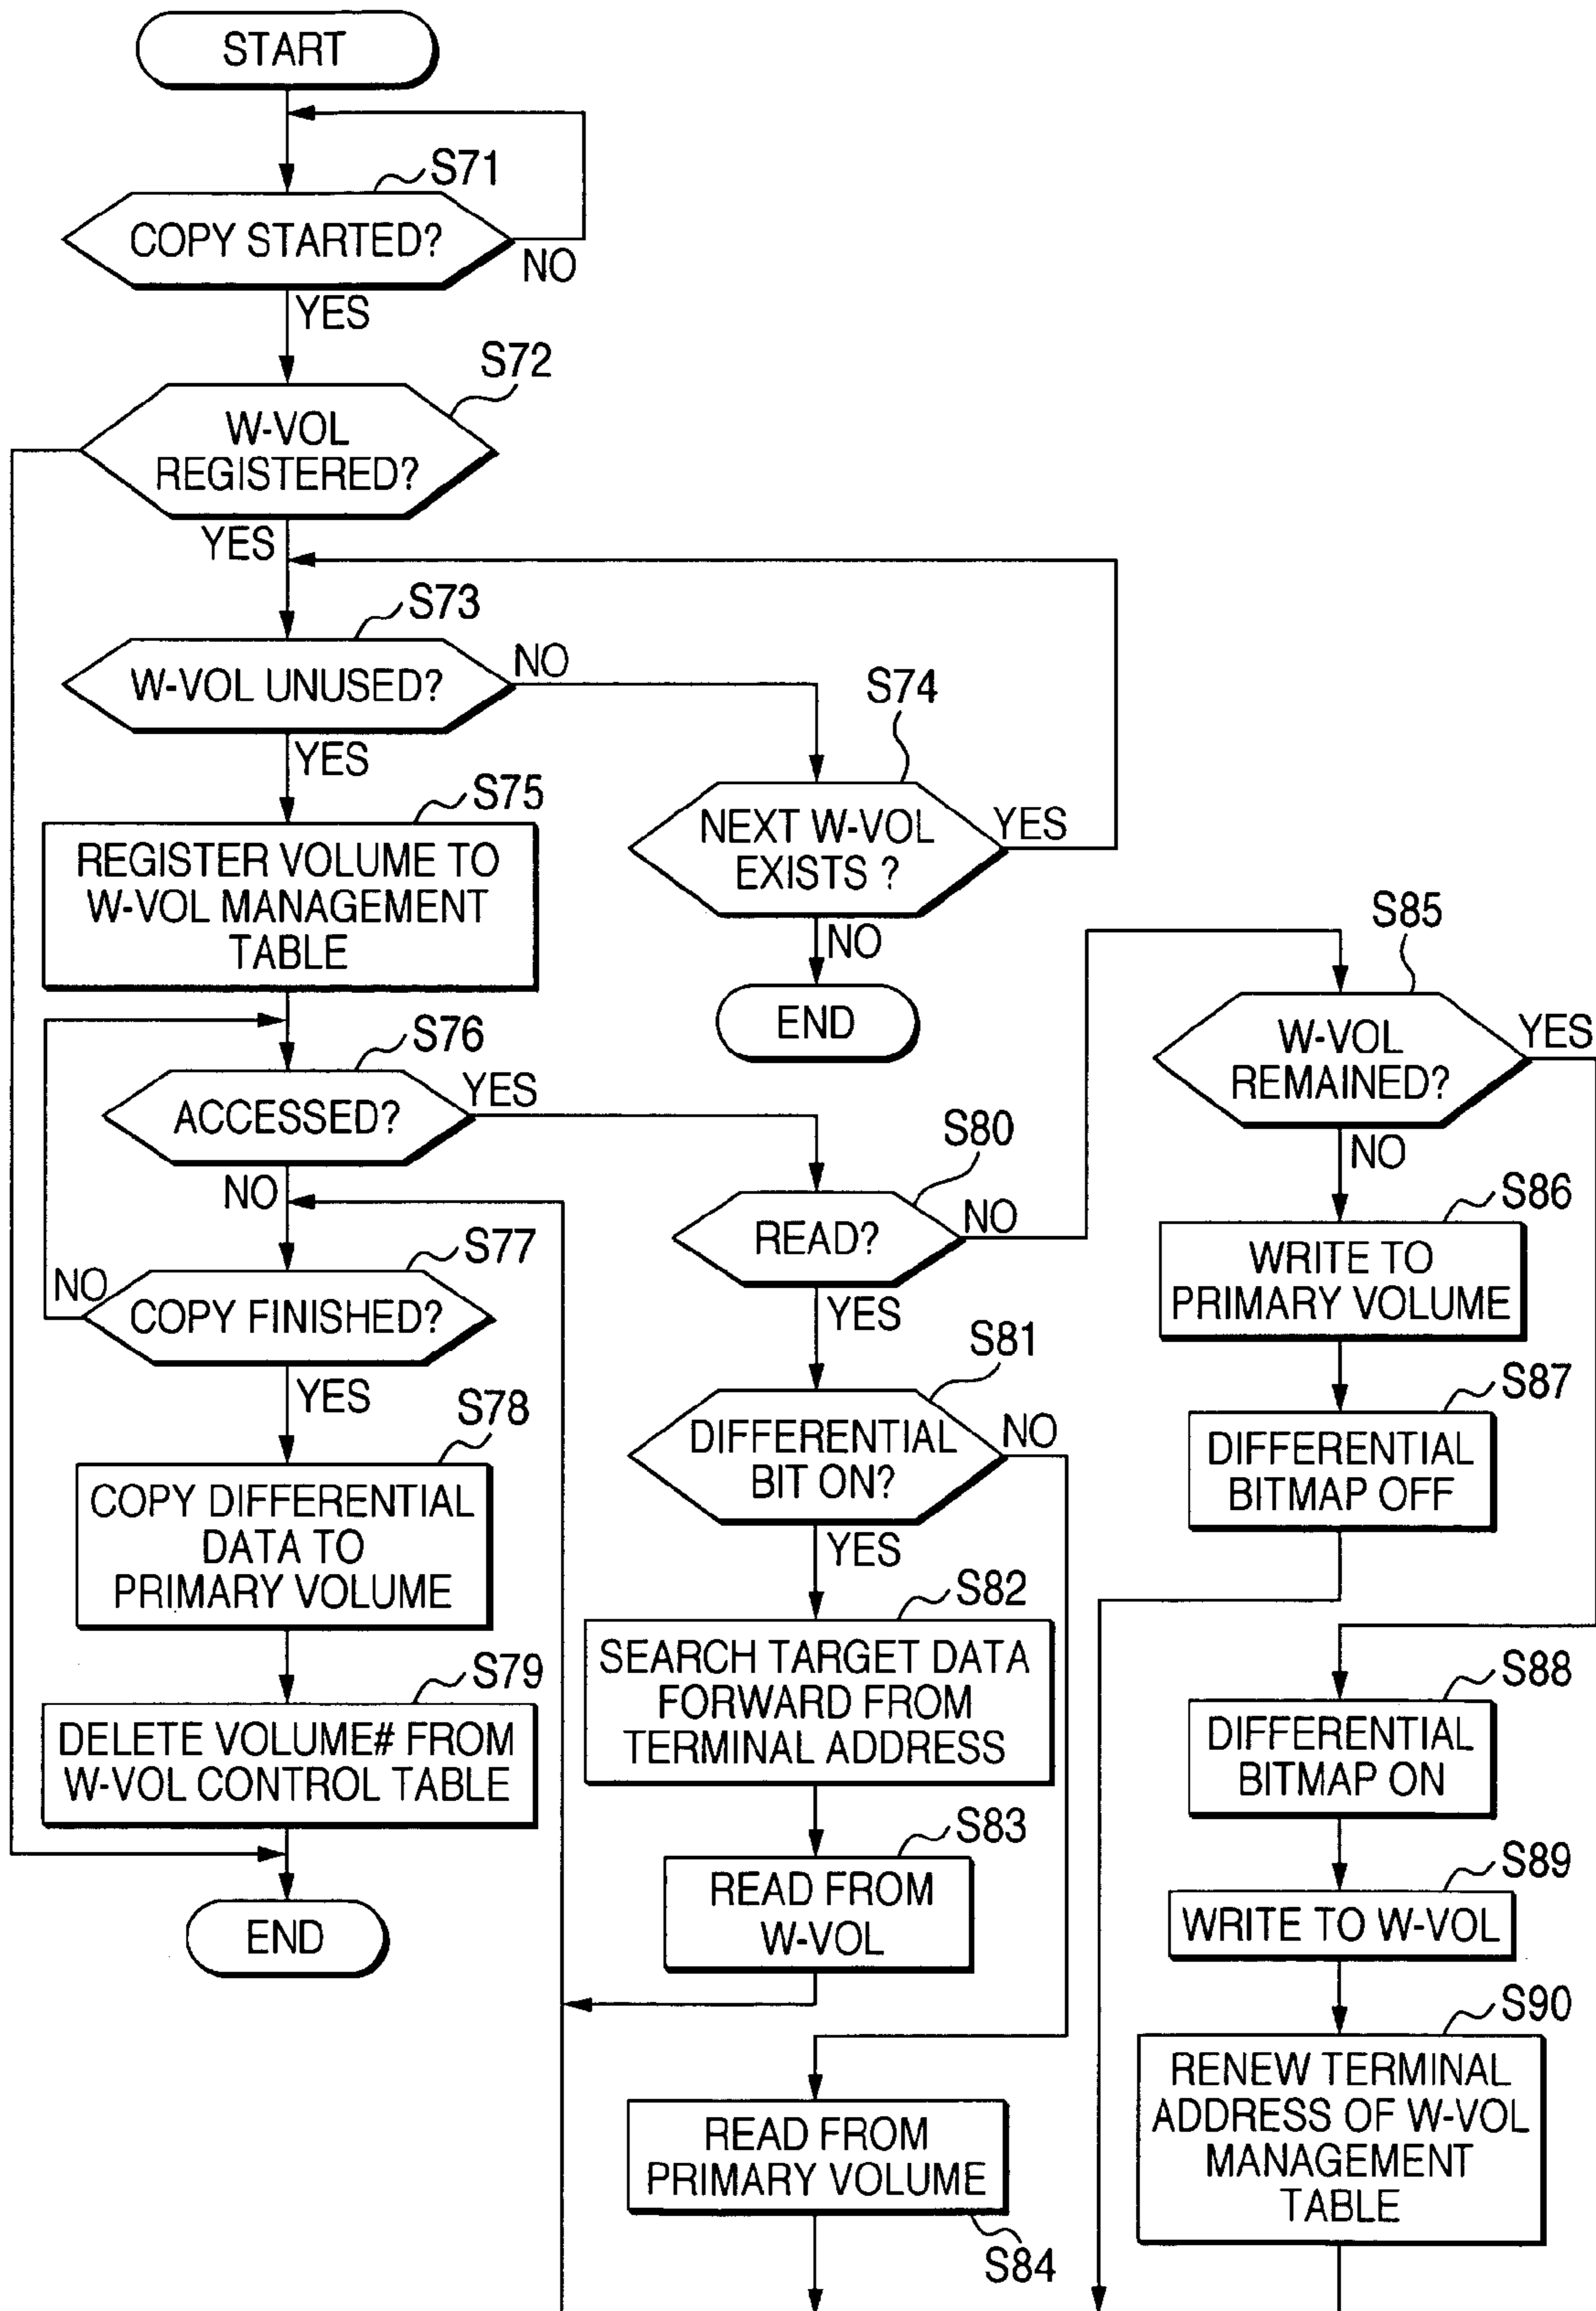 START
S71
COPY STARTED?
NO
YES
S72
W-VOL
REGISTERED?
YES
S73
W-VOL UNUSED?
NO
YES
S74
NEXT W-VOL
EXISTS ?
YES
NO
END
S75
REGISTER VOLUME TO
W-VOL MANAGEMENT
TABLE
S76
ACCESSED?
YES
NO
S77
COPY FINISHED?
NO
YES
S78
COPY DIFFERENTIAL
DATA TO
PRIMARY VOLUME
S79
DELETE VOLUME# FROM
W-VOL CONTROL TABLE
END
S80
READ?
NO
YES
S81
DIFFERENTIAL
BIT ON?
NO
YES
S82
SEARCH TARGET DATA
FORWARD FROM
TERMINAL ADDRESS
S83
READ FROM
W-VOL
READ FROM
PRIMARY VOLUME
S84
S85
W-VOL
REMAINED?
YES
NO
S86
WRITE TO
PRIMARY VOLUME
S87
DIFFERENTIAL
BITMAP OFF
S88
DIFFERENTIAL
BITMAP ON
S89
WRITE TO W-VOL
S90
RENEW TERMINAL
ADDRESS OF W-VOL
MANAGEMENT
TABLE